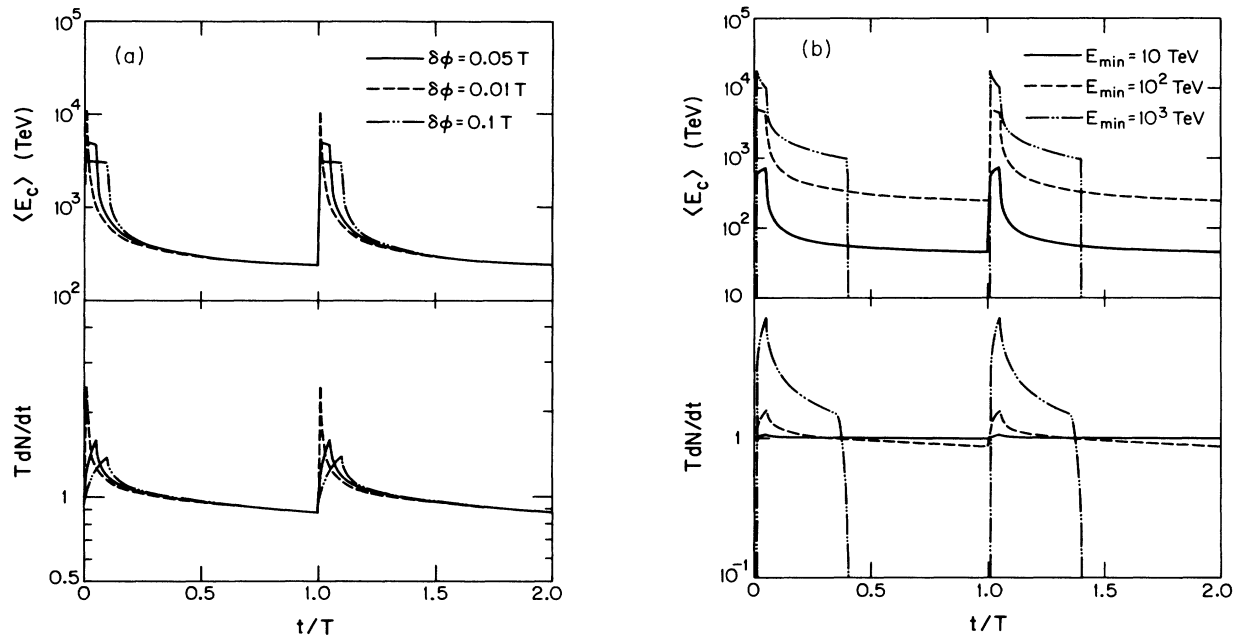 (a)
δφ = 0.05 T
δφ = 0.01 T
δφ = 0.1 T
⟨E_c⟩ (TeV)
10^5
10^4
10^3
10^2
TdN/dt
1
0.5
0 0.5 1.0 1.5 2.0
t/T
(b)
E_min = 10 TeV
E_min = 10^2 TeV
E_min = 10^3 TeV
⟨E_c⟩ (TeV)
10^5
10^4
10^3
10^2
10
TdN/dt
1
10^-1
0 0.5 1.0 1.5 2.0
t/T